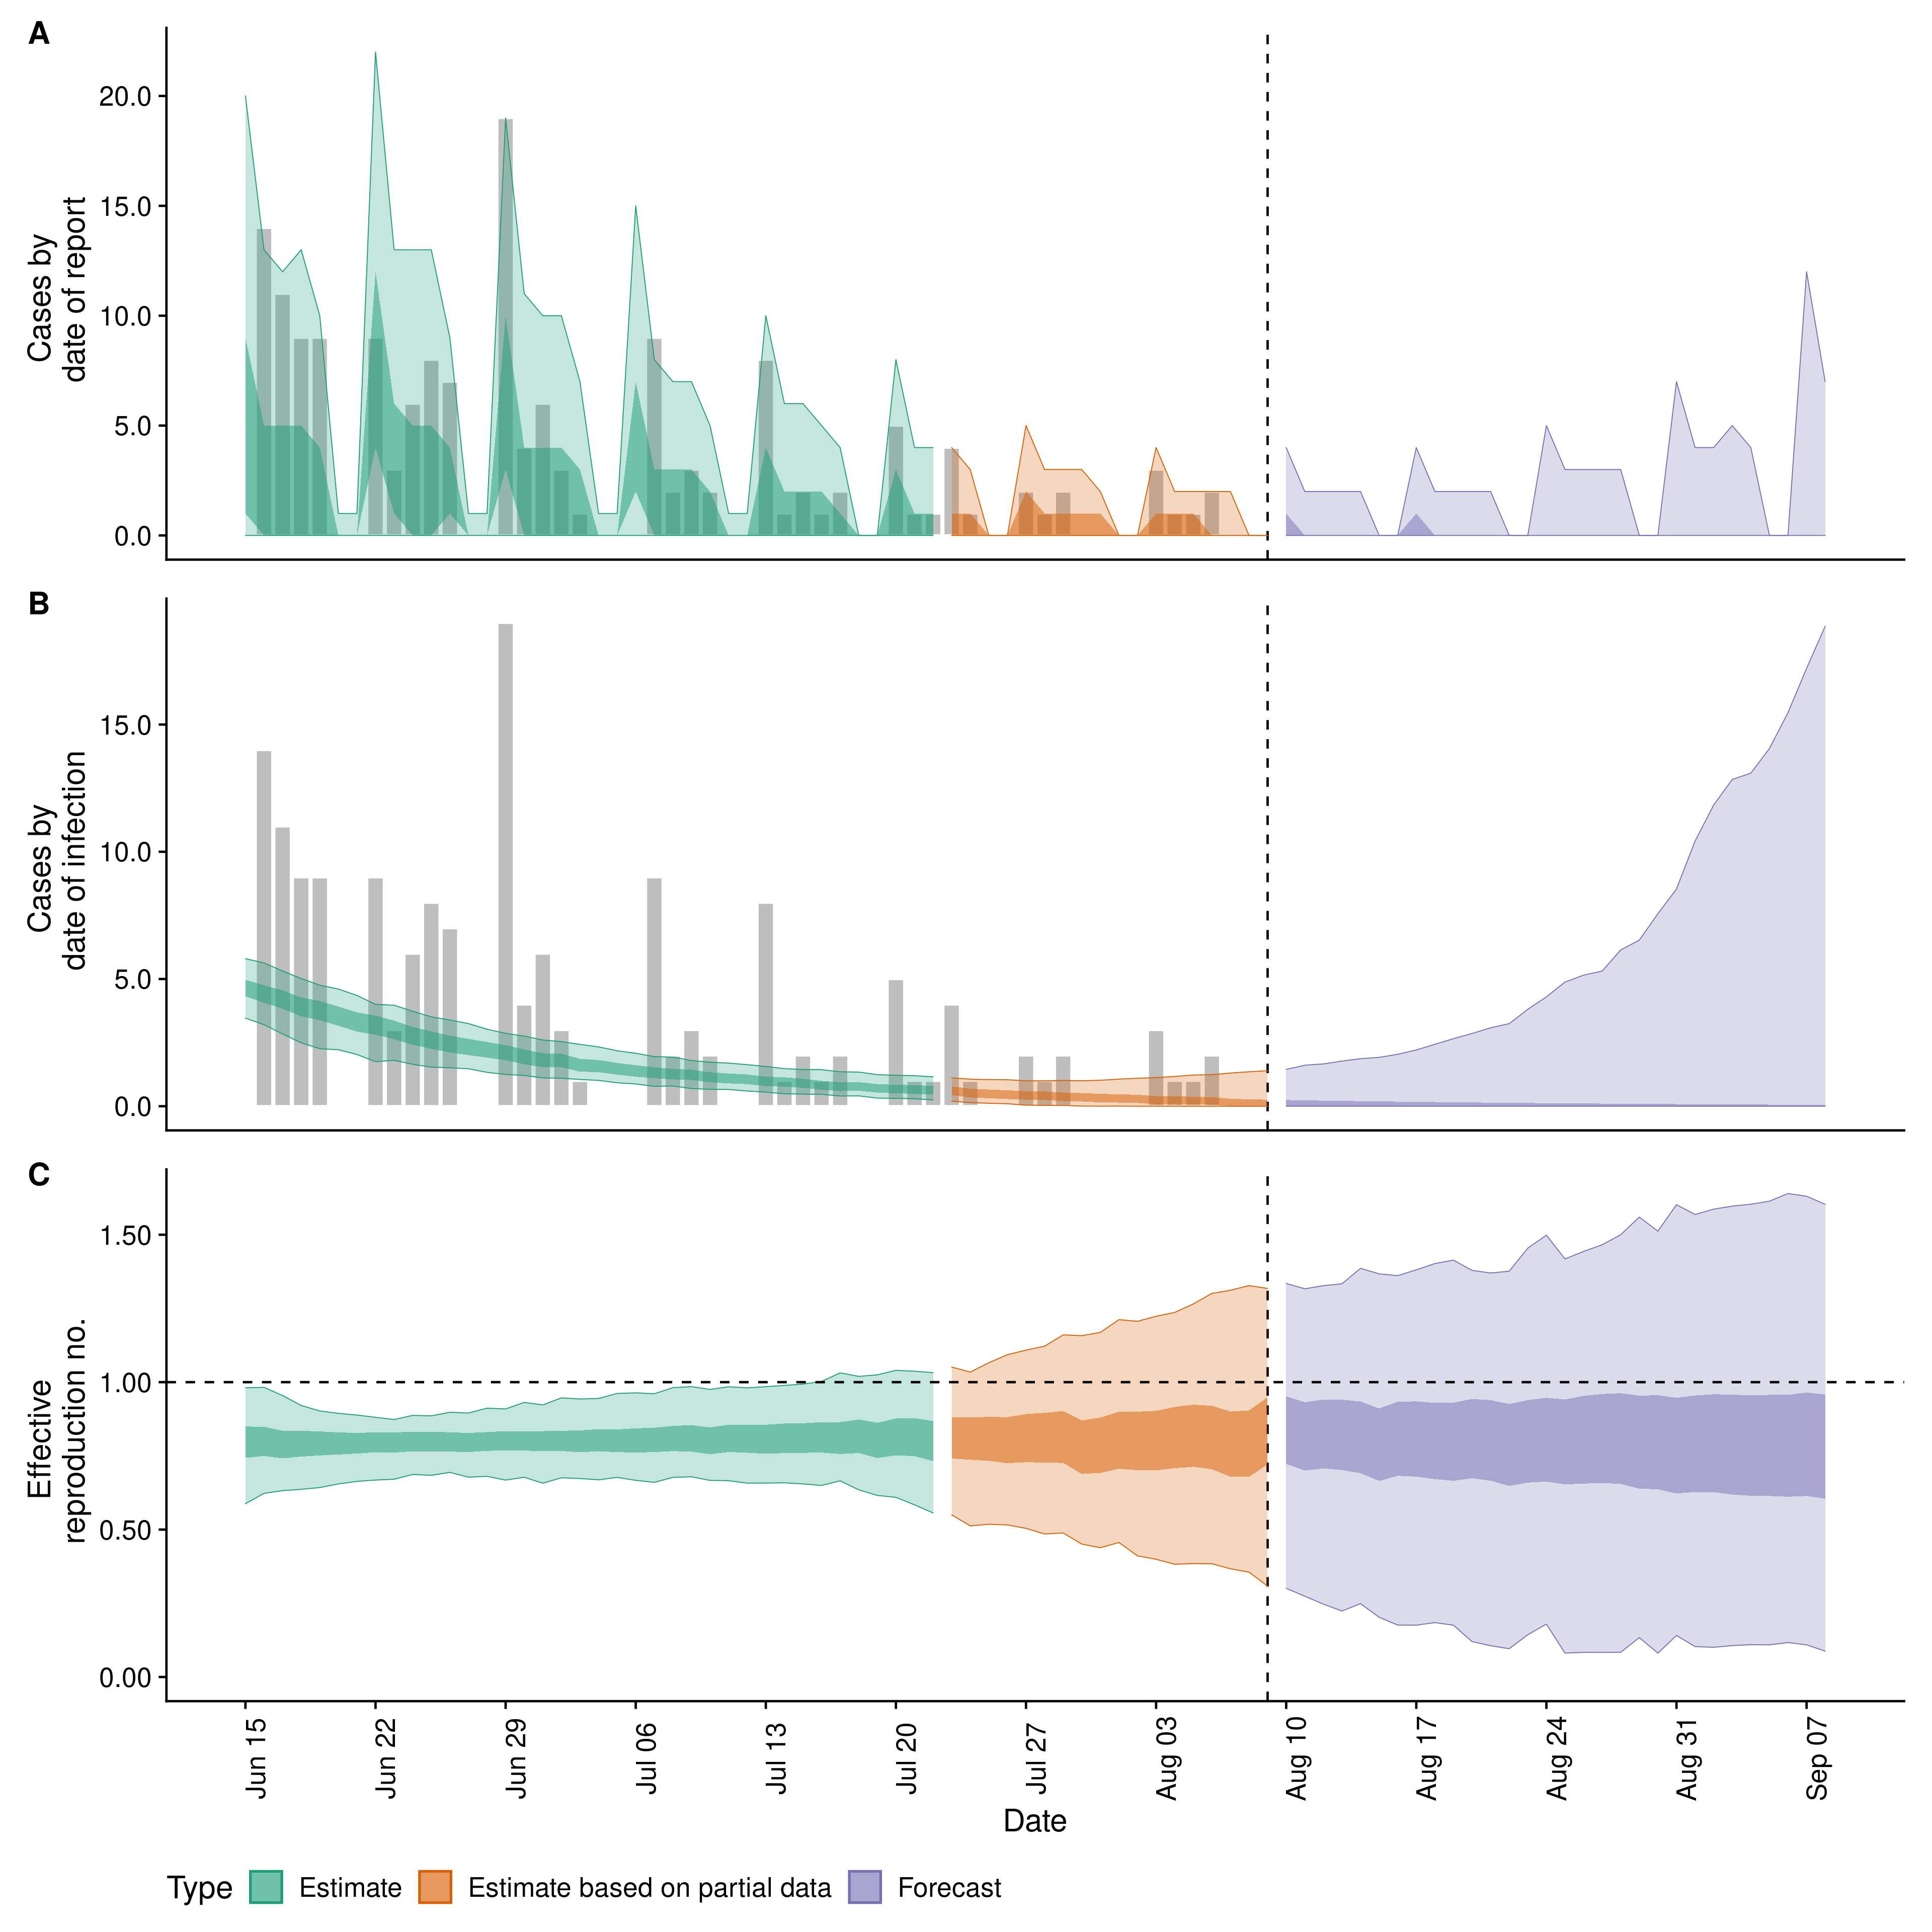 A
Cases by
date of report
20.0
15.0
10.0
5.0
0.0
B
Cases by
date of infection
15.0
10.0
5.0
0.0
C
Effective
reproduction no.
1.50
1.00
0.50
0.00
Jun 15
Jun 22
Jun 29
Jul 06
Jul 13
Jul 20
Jul 27
Aug 03
Aug 10
Aug 17
Aug 24
Aug 31
Sep 07
Date
Type
Estimate
Estimate based on partial data
Forecast